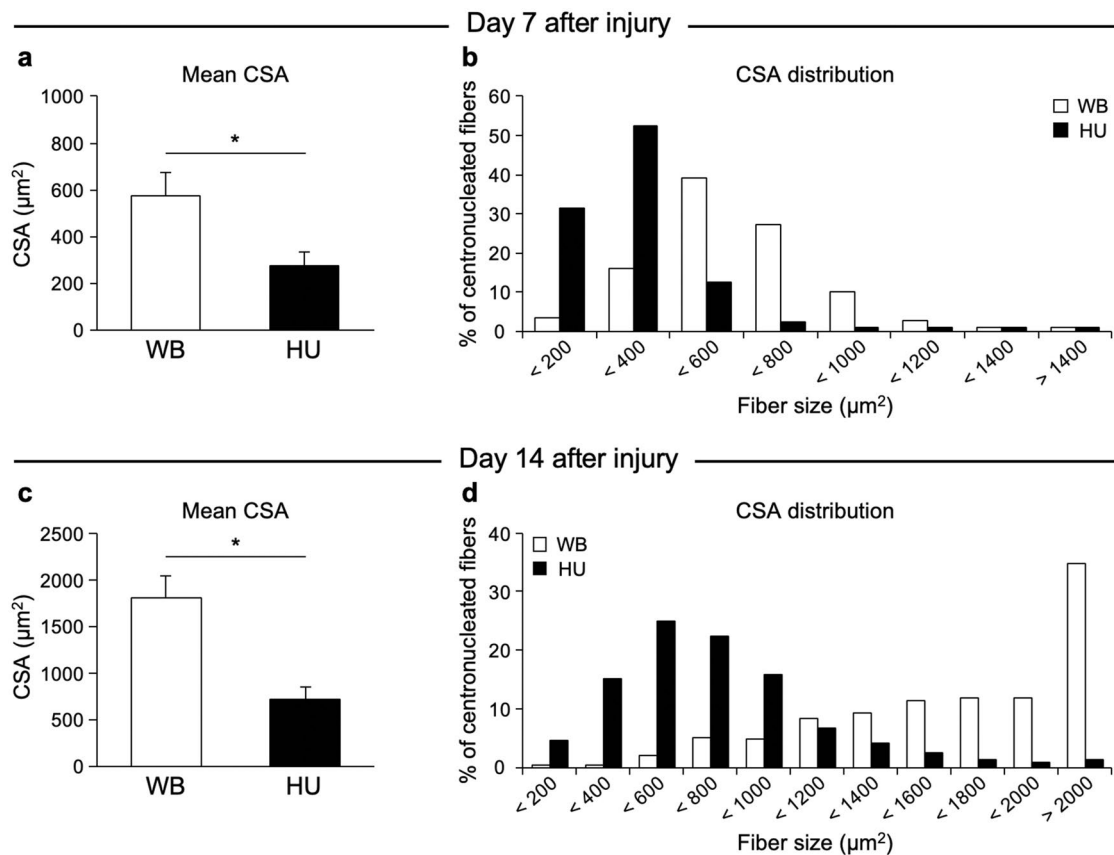 Day 7 after injury
a
Mean CSA
CSA (µm²)
1000
800
600
400
200
0
*
WB
HU
b
CSA distribution
% of centronucleated fibers
60
50
40
30
20
10
0
WB
HU
< 200
< 400
< 600
< 800
< 1000
< 1200
< 1400
> 1400
Fiber size (µm²)
Day 14 after injury
c
Mean CSA
CSA (µm²)
2500
2000
1500
1000
500
0
*
WB
HU
d
CSA distribution
% of centronucleated fibers
40
30
20
10
0
WB
HU
< 200
< 400
< 600
< 800
< 1000
< 1200
< 1400
< 1600
< 1800
< 2000
> 2000
Fiber size (µm²)